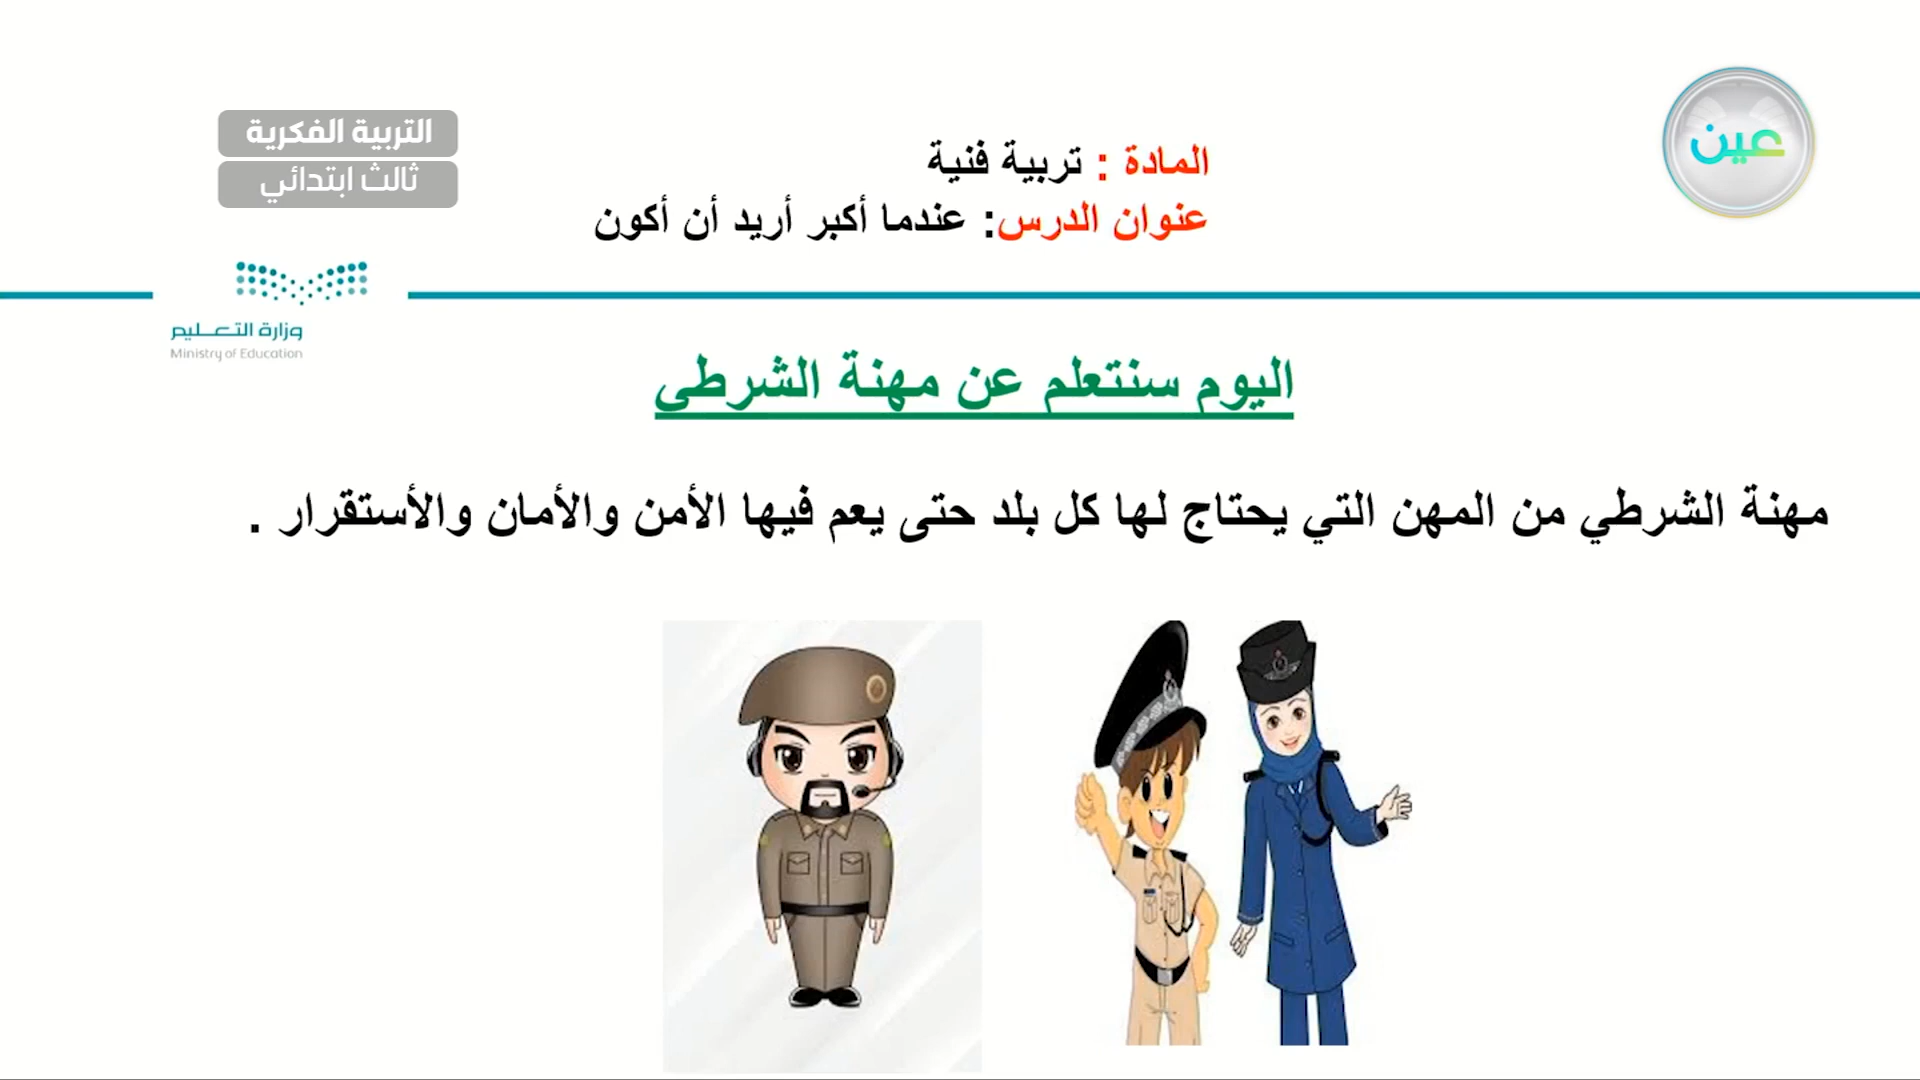 عين
التربية الفكرية
ثالث ابتدائي
المادة : تربية فنية
عنوان الدرس: عندما أكبر أريد أن أكون
وزارة التعليم
Ministry of Education
اليوم سنتعلم عن مهنة الشرطي
مهنة الشرطي من المهن التي يحتاج لها كل بلد حتى يعم فيها الأمن والأمان والأستقرار .